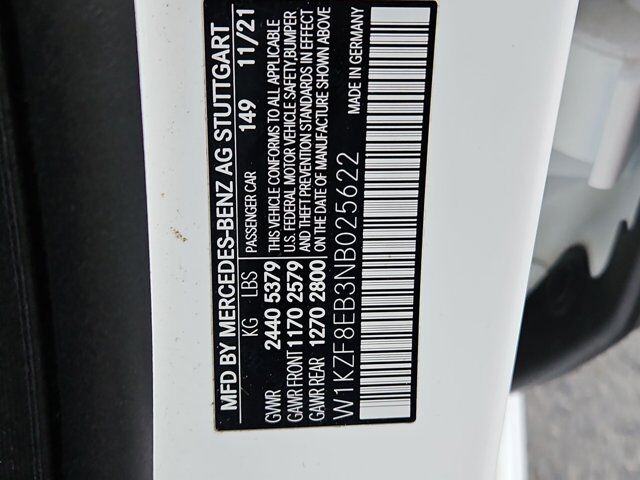 MFD BY MERCEDES-BENZ AG STUTTGART
KG LBS PASSENGER CAR 149 11/21
GVWR 2440 5379 THIS VEHICLE CONFORMS TO ALL APPLICABLE
GAWR FRONT 1170 2579 U.S. FEDERAL MOTOR VEHICLE SAFETY, BUMPER
GAWR REAR 1270 2800 AND THEFT PREVENTION STANDARDS IN EFFECT
ON THE DATE OF MANUFACTURE SHOWN ABOVE
W1KZF8EB3NB025622 MADE IN GERMANY